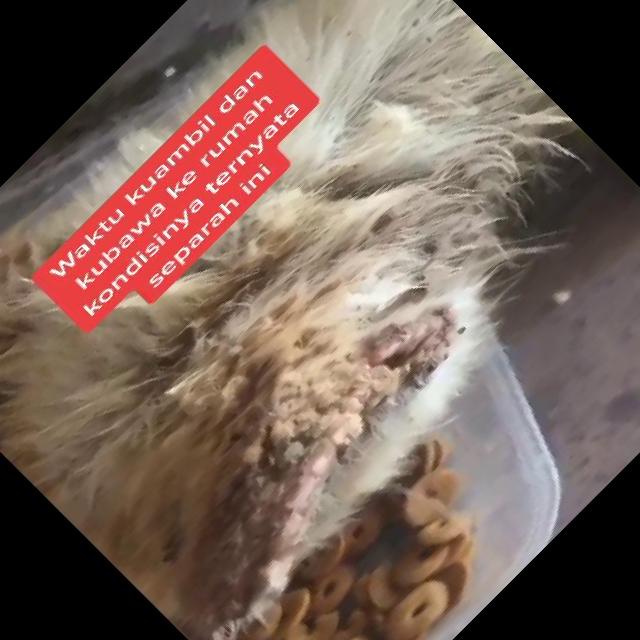 Waktu kuambil dan
kubawa ke rumah
kondisinya ternyata
separah ini